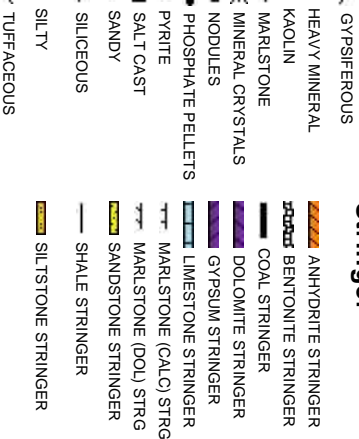 GYPSIFEROUS
HEAVY MINERAL
KAOLIN
MARLSTONE
MINERAL CRYSTALS
NODULES
PHOSPHATE PELLETS
PYRITE
SALT CAST
SANDY
SILICEOUS
SILTY
TUFFACEOUS
ANHYDRITE STRINGER
BENTONITE STRINGER
COAL STRINGER
DOLOMITE STRINGER
GYPSUM STRINGER
LIMESTONE STRINGER
MARLSTONE (CALC) STRG
MARLSTONE (DOL) STRG
SANDSTONE STRINGER
SHALE STRINGER
SILTSTONE STRINGER